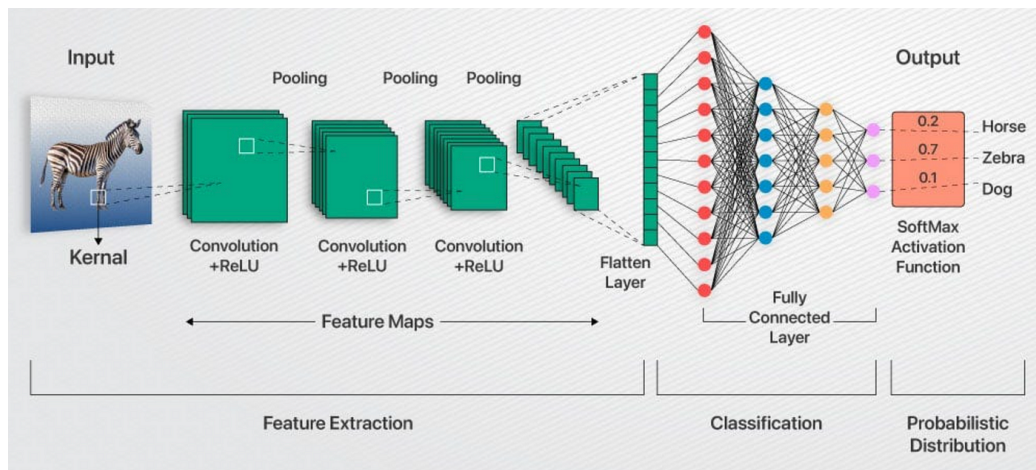 Input
Pooling
Pooling
Pooling
Output
Kernal
Convolution
+ReLU
Convolution
+ReLU
Convolution
+ReLU
Flatten
Layer
0.2
0.7
0.1
Horse
Zebra
Dog
SoftMax
Activation
Function
Feature Maps
Fully
Connected
Layer
Feature Extraction
Classification
Probabilistic
Distribution